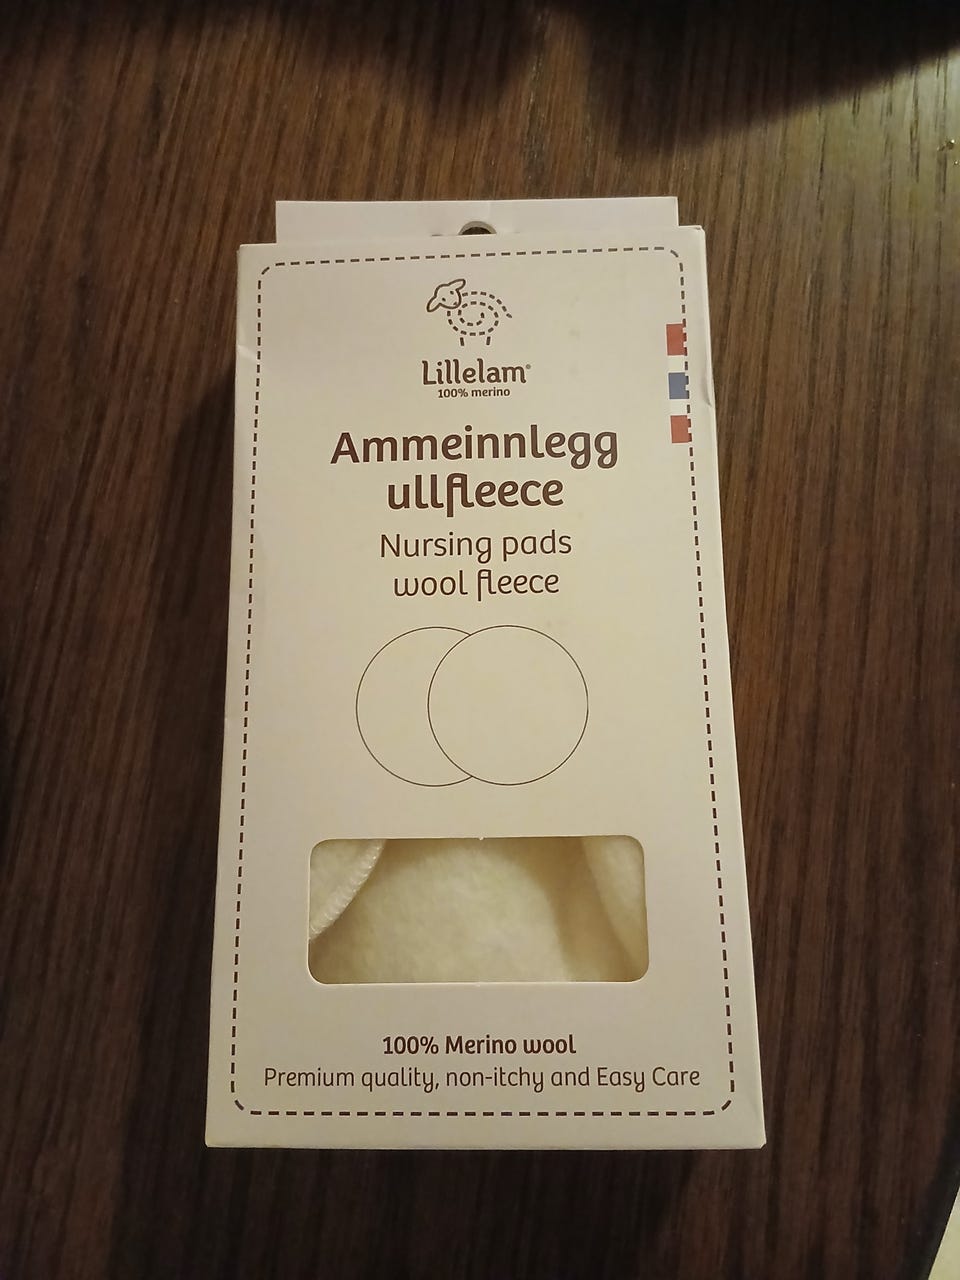 Lillelam®
100% merino
Ammeinnlegg
ullfleece
Nursing pads
wool fleece
100% Merino wool
Premium quality, non-itchy and Easy Care